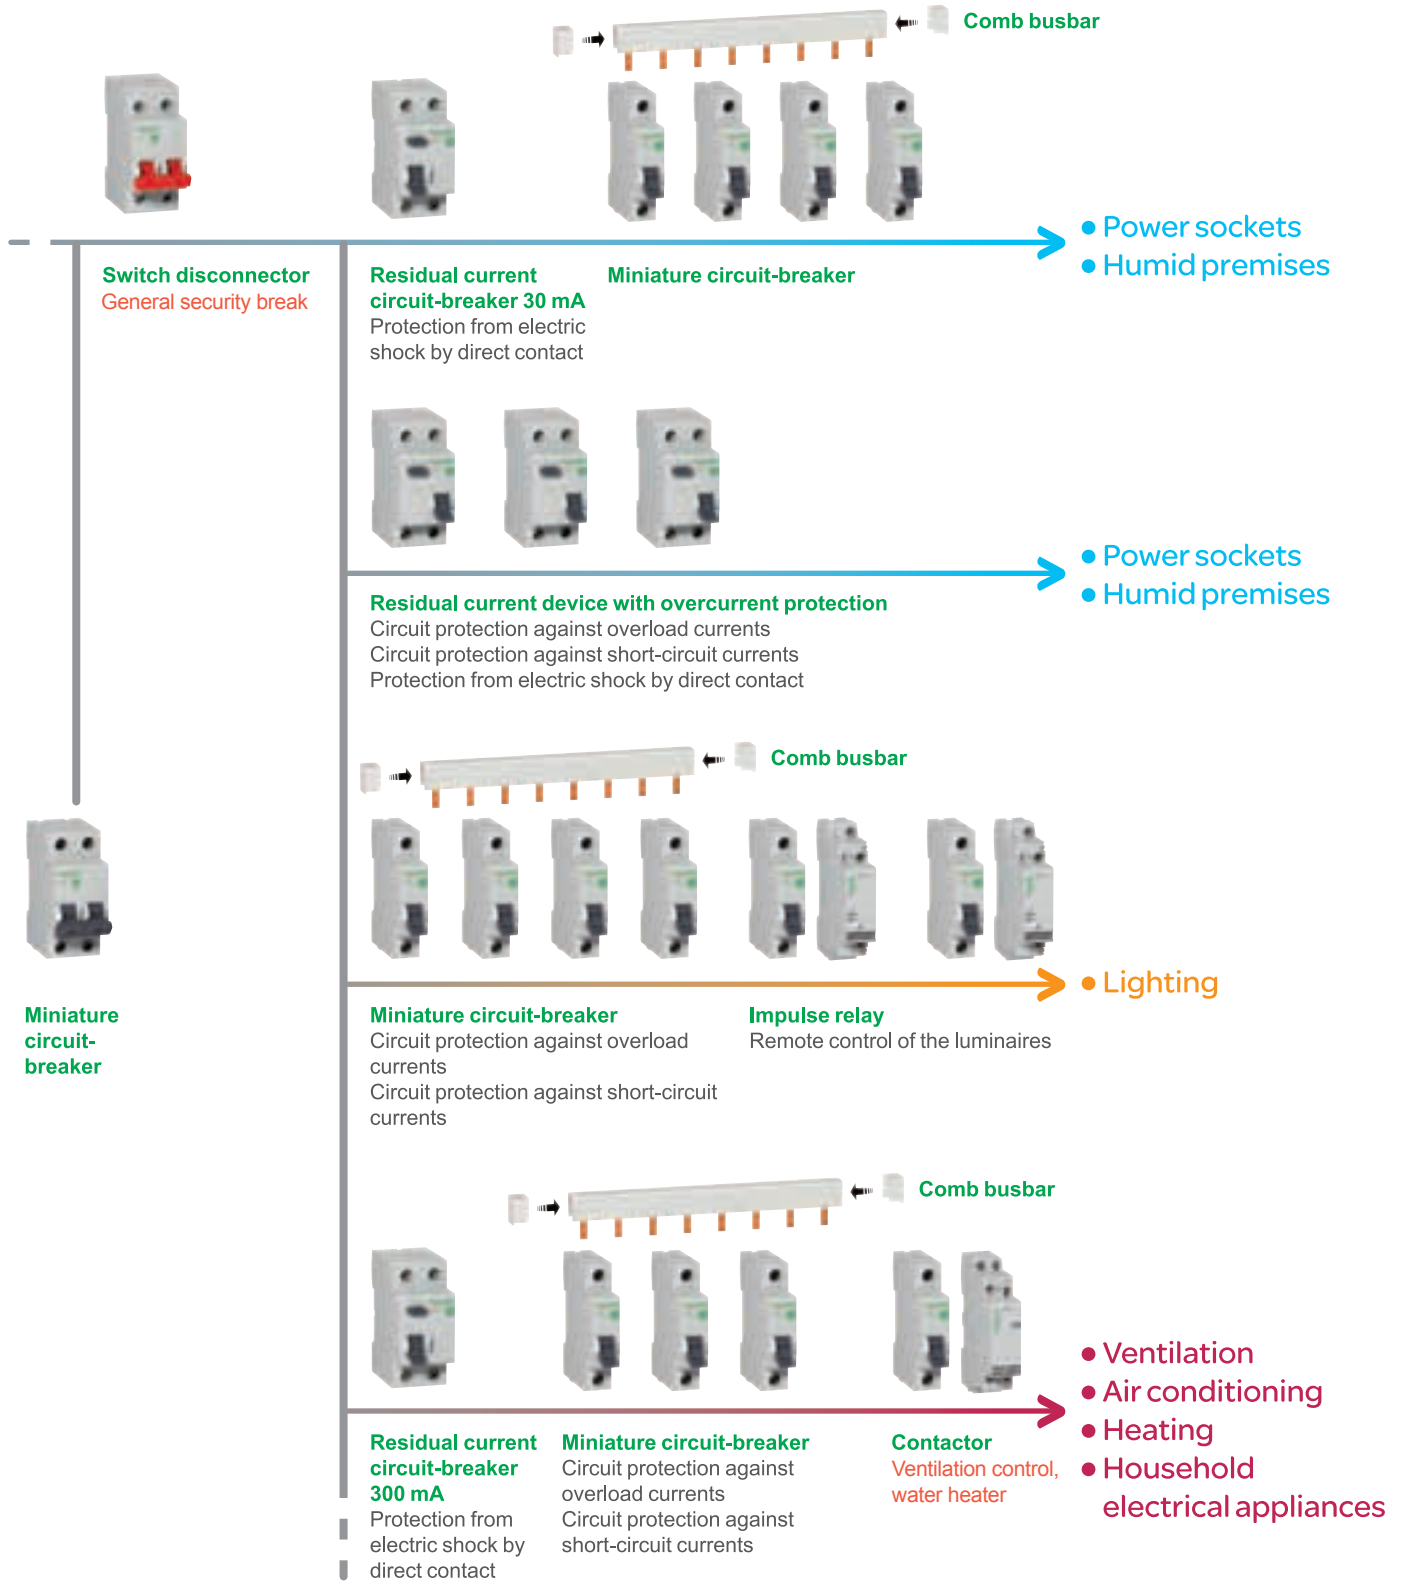 Comb busbar
• Power sockets
• Humid premises
Switch disconnector
General security break
Residual current
circuit-breaker 30 mA
Protection from electric
shock by direct contact
Miniature circuit-breaker
• Power sockets
• Humid premises
Residual current device with overcurrent protection
Circuit protection against overload currents
Circuit protection against short-circuit currents
Protection from electric shock by direct contact
Comb busbar
• Lighting
Miniature
circuit-
breaker
Miniature circuit-breaker
Circuit protection against overload
currents
Circuit protection against short-circuit
currents
Impulse relay
Remote control of the luminaires
Comb busbar
• Ventilation
• Air conditioning
• Heating
• Household
electrical appliances
Residual current
circuit-breaker
300 mA
Protection from
electric shock by
direct contact
Miniature circuit-breaker
Circuit protection against
overload currents
Circuit protection against
short-circuit currents
Contactor
Ventilation control,
water heater